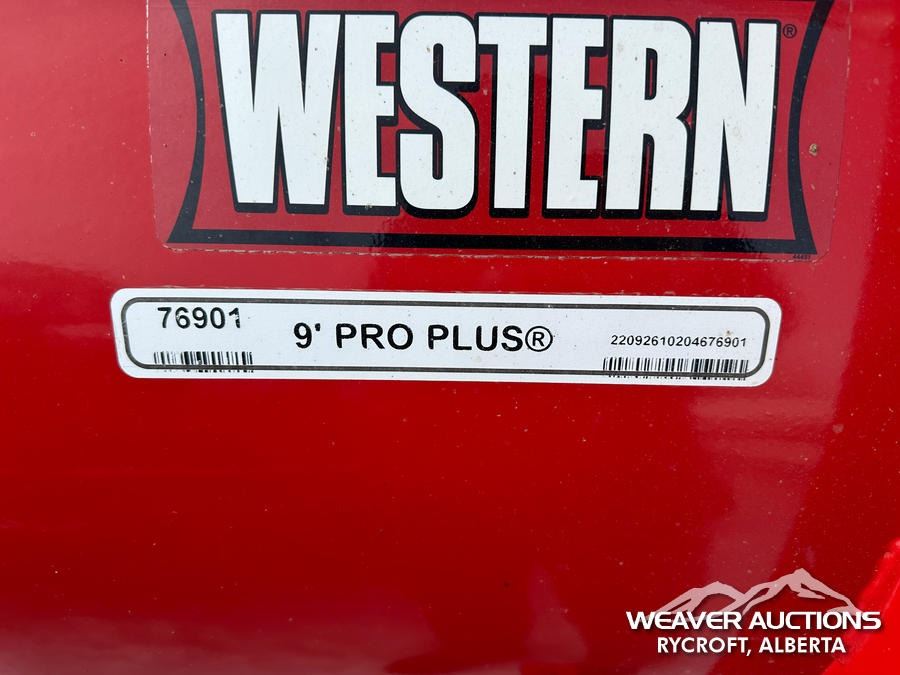 WESTERN®
76901
9' PRO PLUS®
22092610204676901
WEAVER AUCTIONS
RYCROFT, ALBERTA